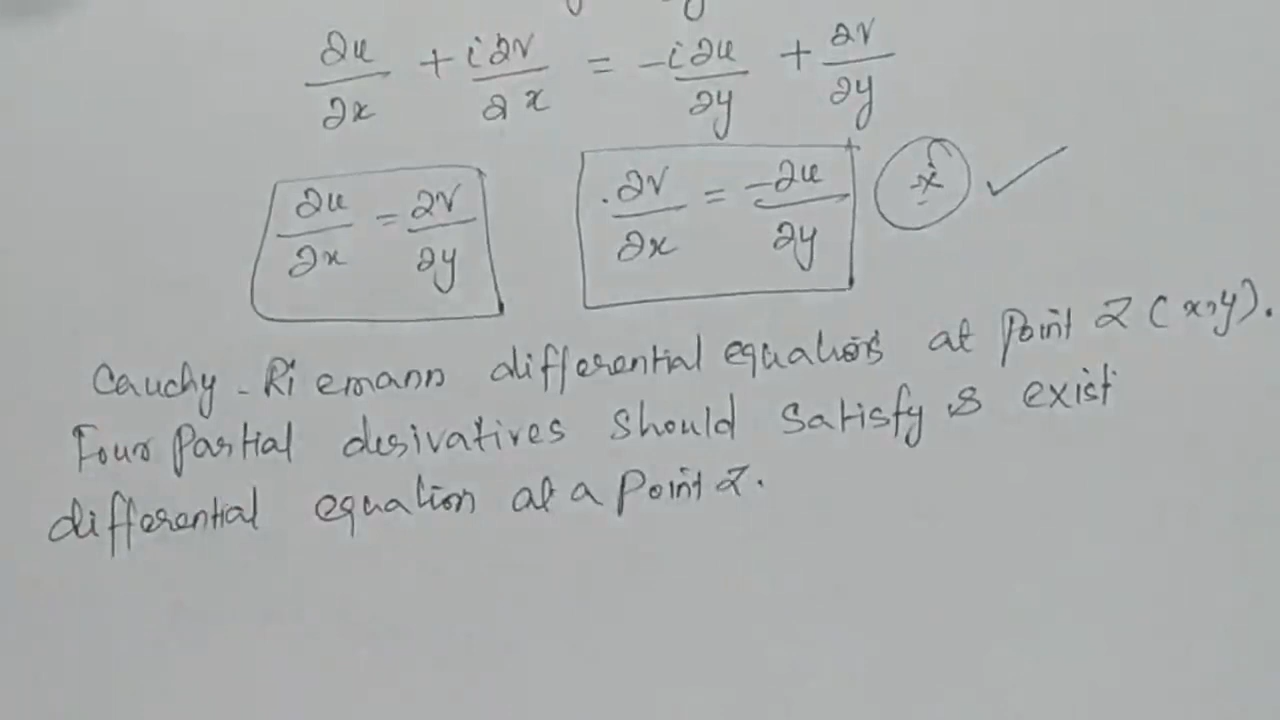 ∂u/∂x + i∂v/∂x = -i∂u/∂y + ∂v/∂y
∂u/∂x = ∂v/∂y  ∂v/∂x = -∂u/∂y ✓
Cauchy-Riemann differential equations at Point Z(x,y).
Four Partial derivatives should satisfy & exist
differential equation at a Point Z.